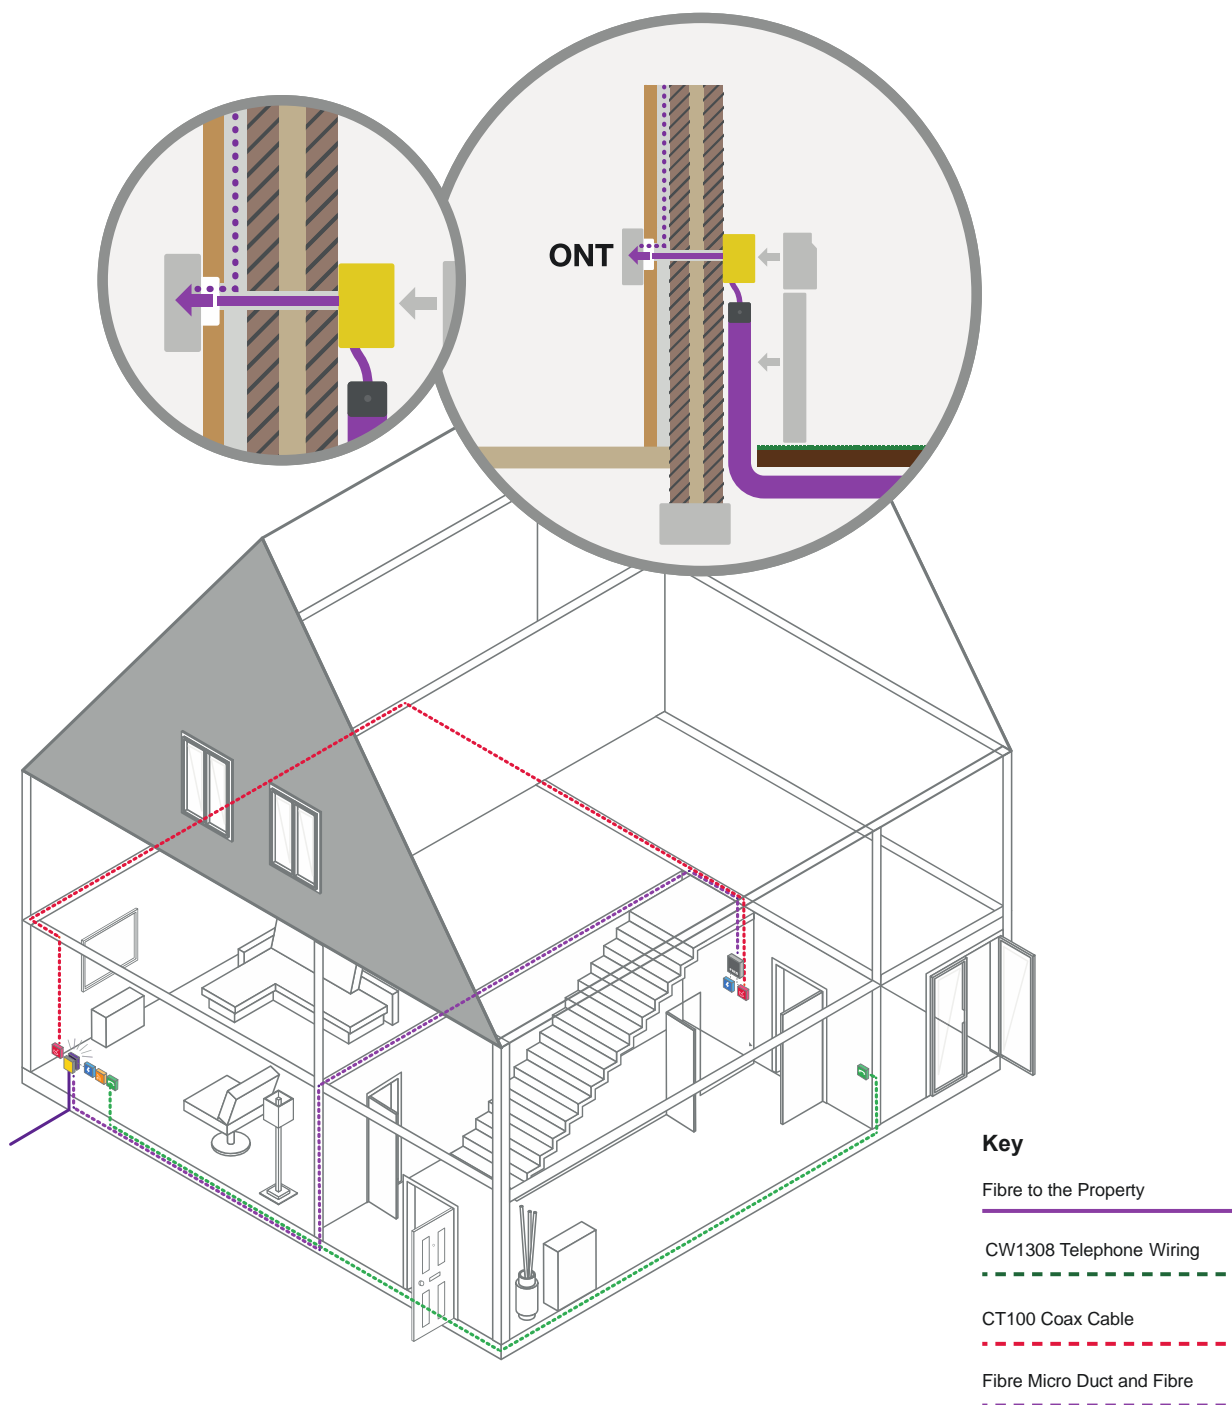 ONT
Key
Fibre to the Property
CW1308 Telephone Wiring
CT100 Coax Cable
Fibre Micro Duct and Fibre